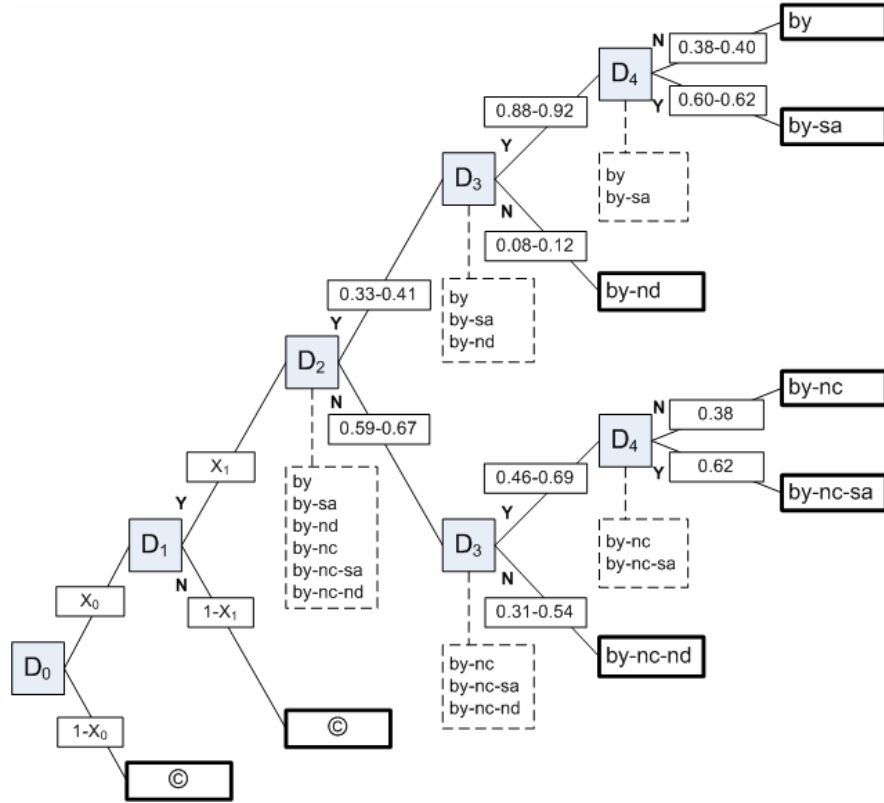 by
N
0.38-0.40
D₄
0.88-0.92
Y
0.60-0.62
by-sa
Y
by
by-sa
D₃
N
0.08-0.12
by-nd
0.33-0.41
by
by-sa
by-nd
Y
D₂
N
0.59-0.67
by-nc
N
0.38
D₄
X₁
0.46-0.69
Y
0.62
by-nc-sa
by
by-sa
by-nd
by-nc
by-nc-sa
by-nc-nd
Y
Y
D₁
D₃
by-nc
by-nc-sa
N
N
X₀
1-X₁
0.31-0.54
by-nc-nd
D₀
by-nc
by-nc-sa
by-nc-nd
1-X₀
©
©